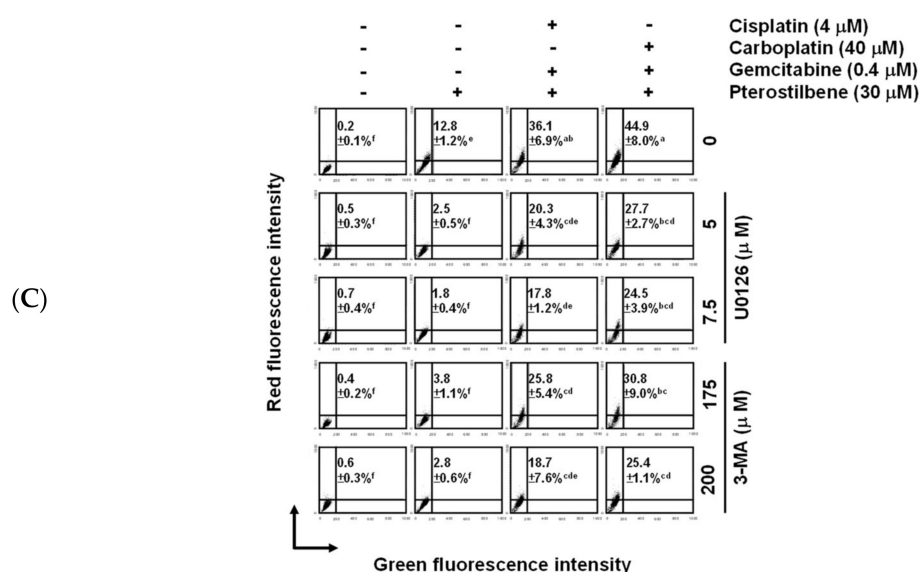 - - + - Cisplatin (4 μM)
- - - + Carboplatin (40 μM)
- - + + Gemcitabine (0.4 μM)
- + + + Pterostilbene (30 μM)
0.2 12.8 36.1 44.9
±0.1%f ±1.2%e ±6.9%ab ±8.0%a
0
0.5 2.5 20.3 27.7
±0.3%f ±0.5%f ±4.3%cde ±2.7%bcd
5
0.7 1.8 17.8 24.5
±0.4%f ±0.4%f ±1.2%de ±3.9%bcd
7.5
U0126 (μ M)
0.4 3.8 25.8 30.8
±0.2%f ±1.1%f ±5.4%cd ±9.0%bc
175
0.6 2.8 18.7 25.4
±0.3%f ±0.6%f ±7.6%cde ±1.1%cd
200
3-MA (μ M)
(C)
Red fluorescence intensity
Green fluorescence intensity